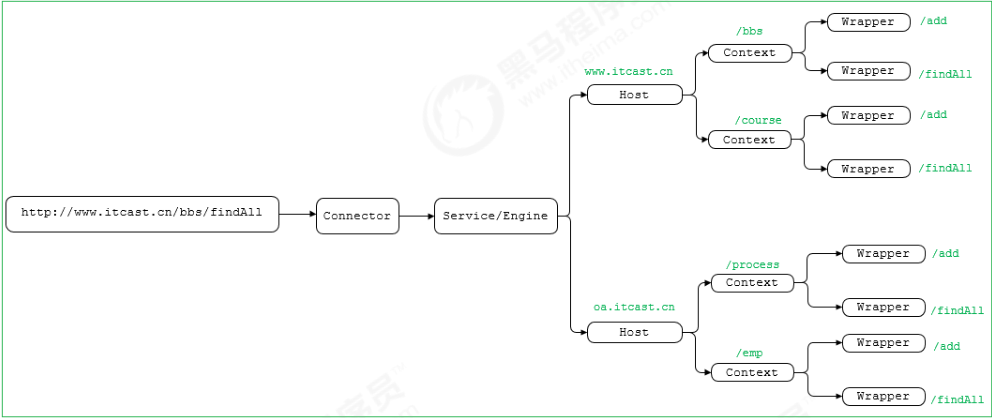 /bbs
Context
Wrapper
/add
Wrapper
/findAll
www.itcast.cn
Host
/course
Context
Wrapper
/add
Wrapper
/findAll
http://www.itcast.cn/bbs/findAll
Connector
Service/Engine
oa.itcast.cn
Host
/process
Context
Wrapper
/add
Wrapper
/findAll
/emp
Context
Wrapper
/add
Wrapper
/findAll
黑马程序员
www.itheima.com